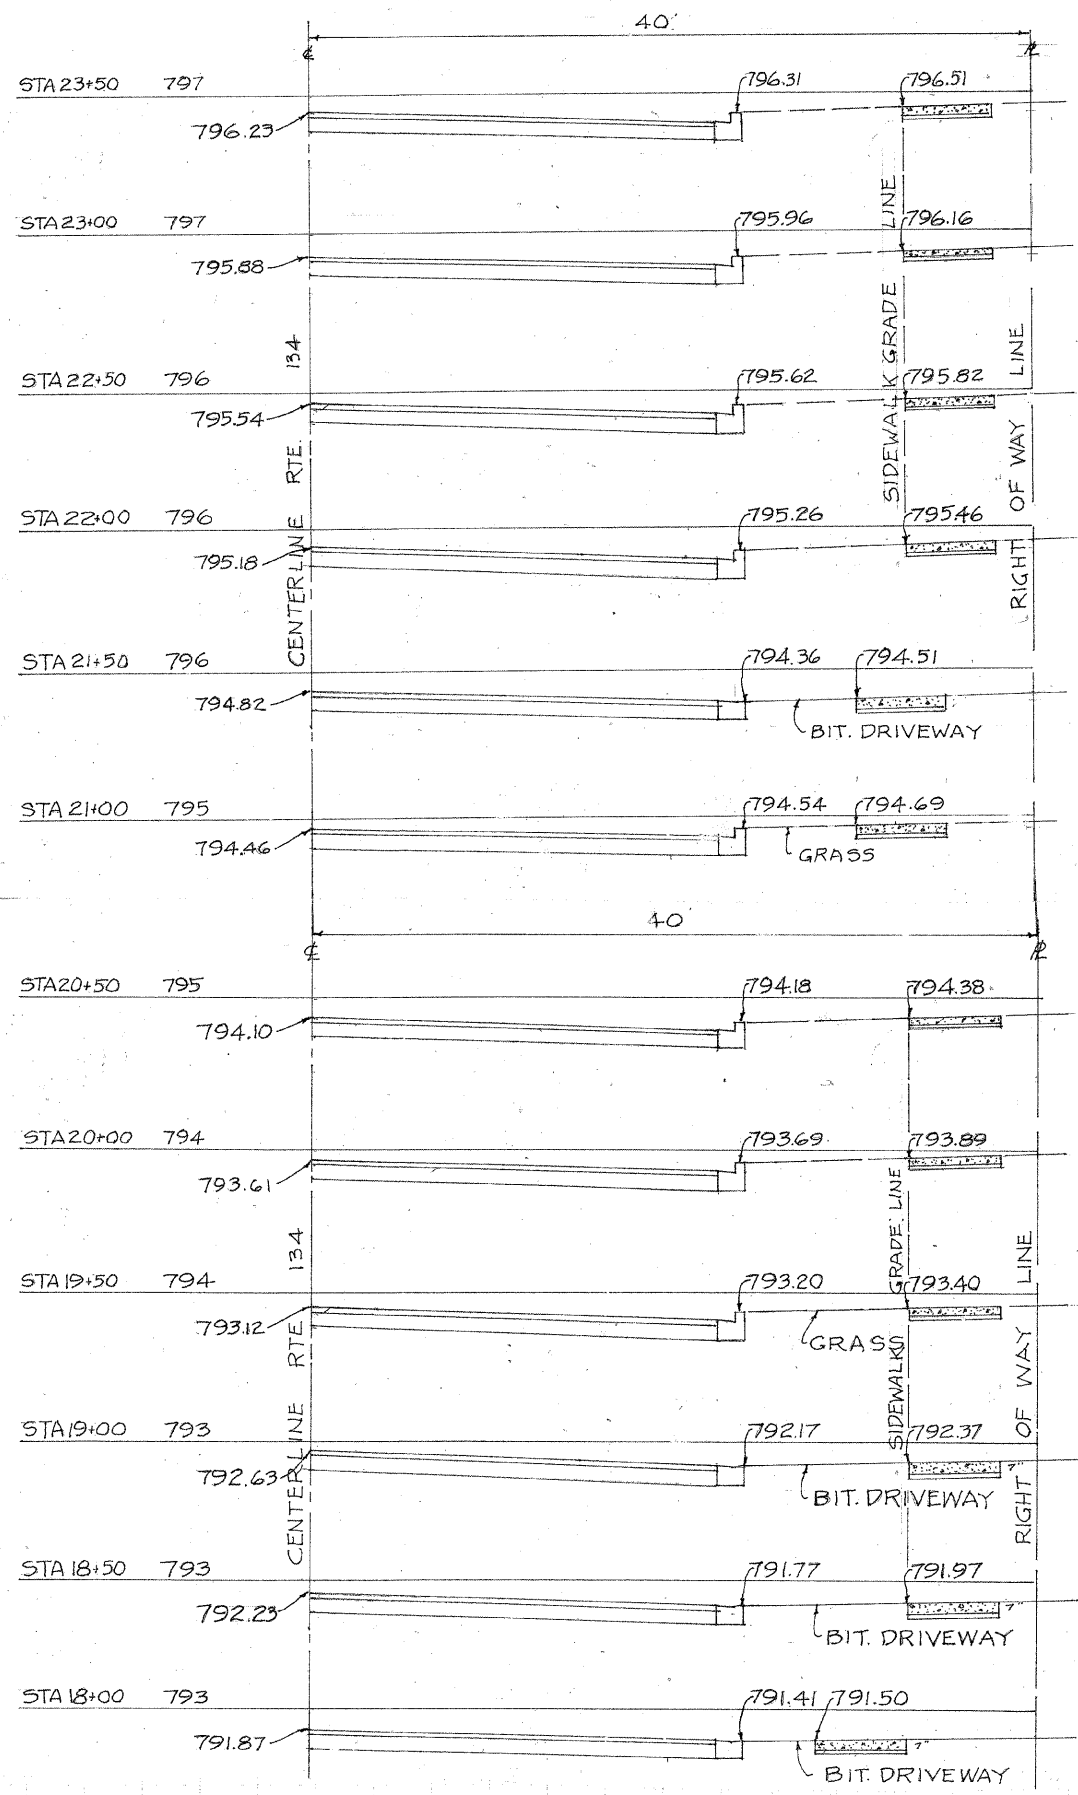 40'
℄ ⅊
STA 23+50 797 796.31 796.51
796.23
STA 23+00 797 795.96 796.16
795.88
STA 22+50 796 795.62 795.82
795.54
STA 22+00 796 795.26 795.46
795.18
CENTERLINE RTE. 134
SIDEWALK GRADE LINE
RIGHT OF WAY LINE
STA 21+50 796 794.36 794.51
794.82
BIT. DRIVEWAY
STA 21+00 795 794.54 794.69
794.46
GRASS
40'
℄ ⅊
STA 20+50 795 794.18 794.38
794.10
STA 20+00 794 793.69 793.89
793.61
STA 19+50 794 793.20 793.40
793.12
GRASS
STA 19+00 793 792.17 792.37
792.63
7"
BIT. DRIVEWAY
CENTERLINE RTE 134
SIDEWALKS GRADE LINE
RIGHT OF WAY LINE
STA 18+50 793 791.77 791.97
792.23
7"
BIT. DRIVEWAY
STA 18+00 793 791.41 791.50
791.87
7"
BIT. DRIVEWAY